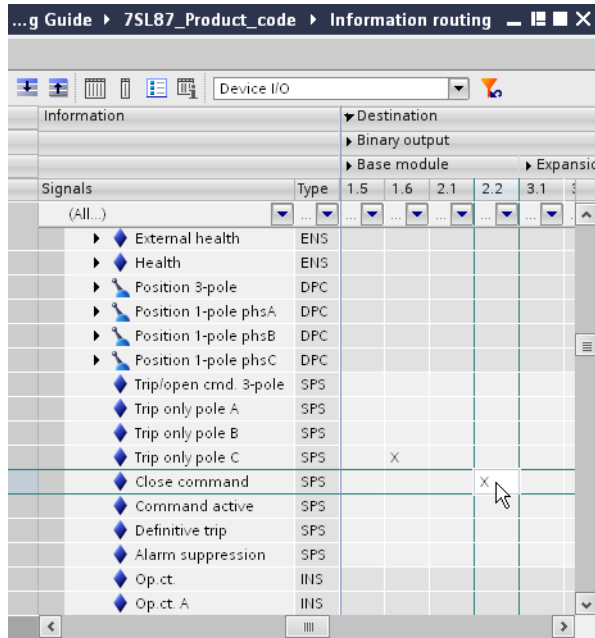 ...g Guide ▸ 7SL87_Product_code ▸ Information routing
Device I/O
Information Destination
Binary output
Base module Expansic
Signals Type 1.5 1.6 2.1 2.2 3.1
(All...) ... ... ... ... ... ...
External health ENS
Health ENS
Position 3-pole DPC
Position 1-pole phsA DPC
Position 1-pole phsB DPC
Position 1-pole phsC DPC
Trip/open cmd. 3-pole SPS
Trip only pole A SPS
Trip only pole B SPS
Trip only pole C SPS X
Close command SPS X
Command active SPS
Definitive trip SPS
Alarm suppression SPS
Op.ct. INS
Op.ct. A INS